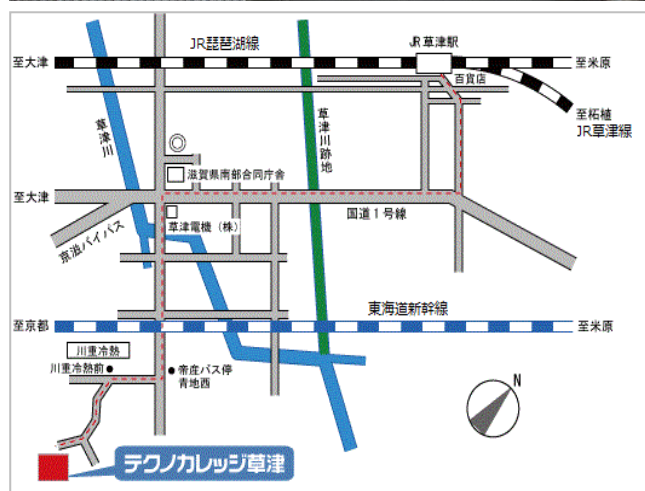 JR琵琶湖線
JR草津駅
至大津
至米原
百貨店
至柘植
JR草津線
草津川
草津川跡地
滋賀県南部合同庁舎
至大津
国道1号線
草津電機(株)
京滋バイパス
東海道新幹線
至京都
至米原
川重冷熱
川重冷熱前
帝産バス停
青地西
N
テクノカレッジ草津